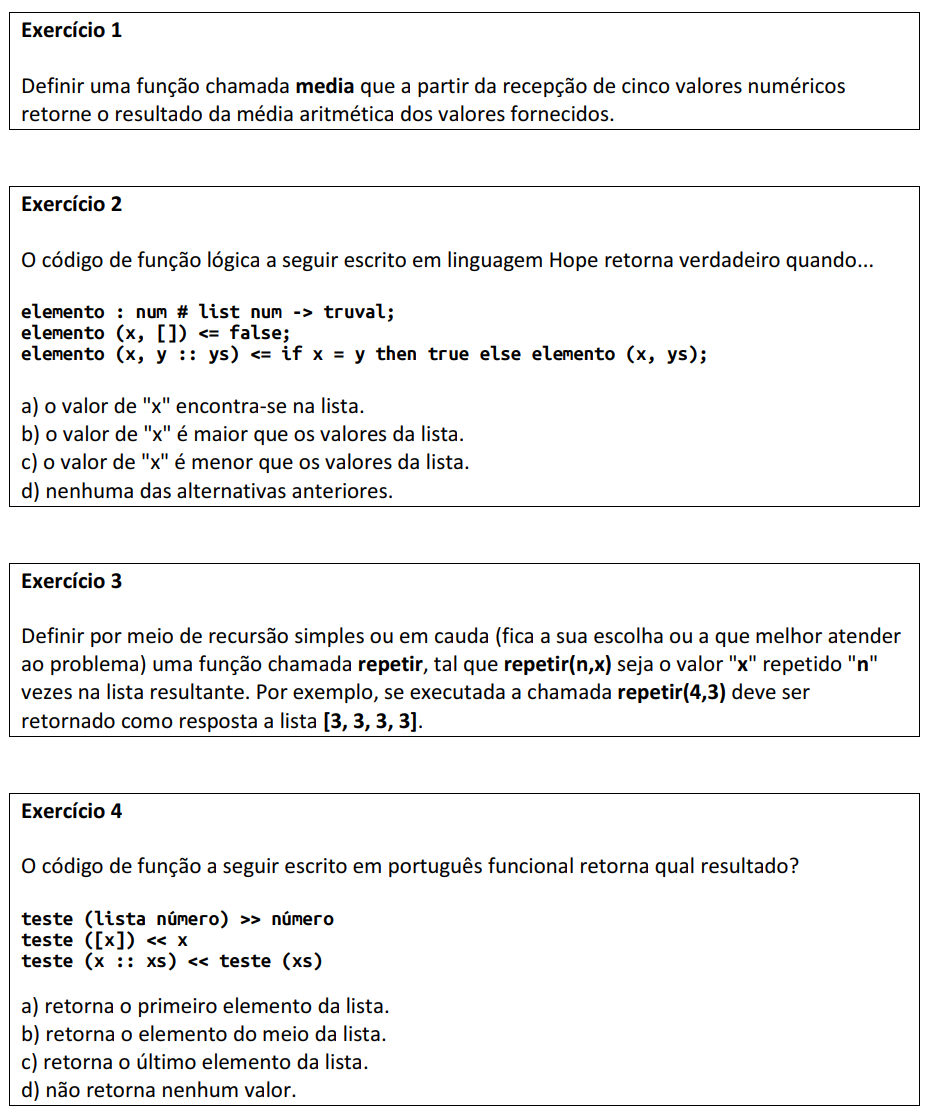 Exercício 1
Definir uma função chamada media que a partir da recepção de cinco valores numéricos
retorne o resultado da média aritmética dos valores fornecidos.
Exercício 2
O código de função lógica a seguir escrito em linguagem Hope retorna verdadeiro quando...
elemento : num # list num -> truval;
elemento (x, []) <= false;
elemento (x, y :: ys) <= if x = y then true else elemento (x, ys);
a) o valor de "x" encontra-se na lista.
b) o valor de "x" é maior que os valores da lista.
c) o valor de "x" é menor que os valores da lista.
d) nenhuma das alternativas anteriores.
Exercício 3
Definir por meio de recursão simples ou em cauda (fica a sua escolha ou a que melhor atender
ao problema) uma função chamada repetir, tal que repetir(n,x) seja o valor "x" repetido "n"
vezes na lista resultante. Por exemplo, se executada a chamada repetir(4,3) deve ser
retornado como resposta a lista [3, 3, 3, 3].
Exercício 4
O código de função a seguir escrito em português funcional retorna qual resultado?
teste (lista número) >> número
teste ([x]) << x
teste (x :: xs) << teste (xs)
a) retorna o primeiro elemento da lista.
b) retorna o elemento do meio da lista.
c) retorna o último elemento da lista.
d) não retorna nenhum valor.